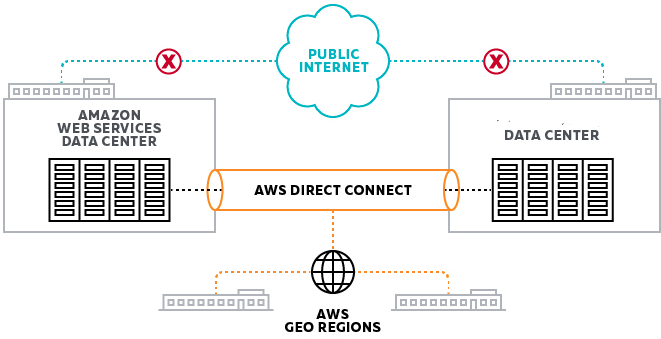 PUBLIC
INTERNET
X
X
AMAZON
WEB SERVICES
DATA CENTER
DATA CENTER
AWS DIRECT CONNECT
AWS
GEO REGIONS